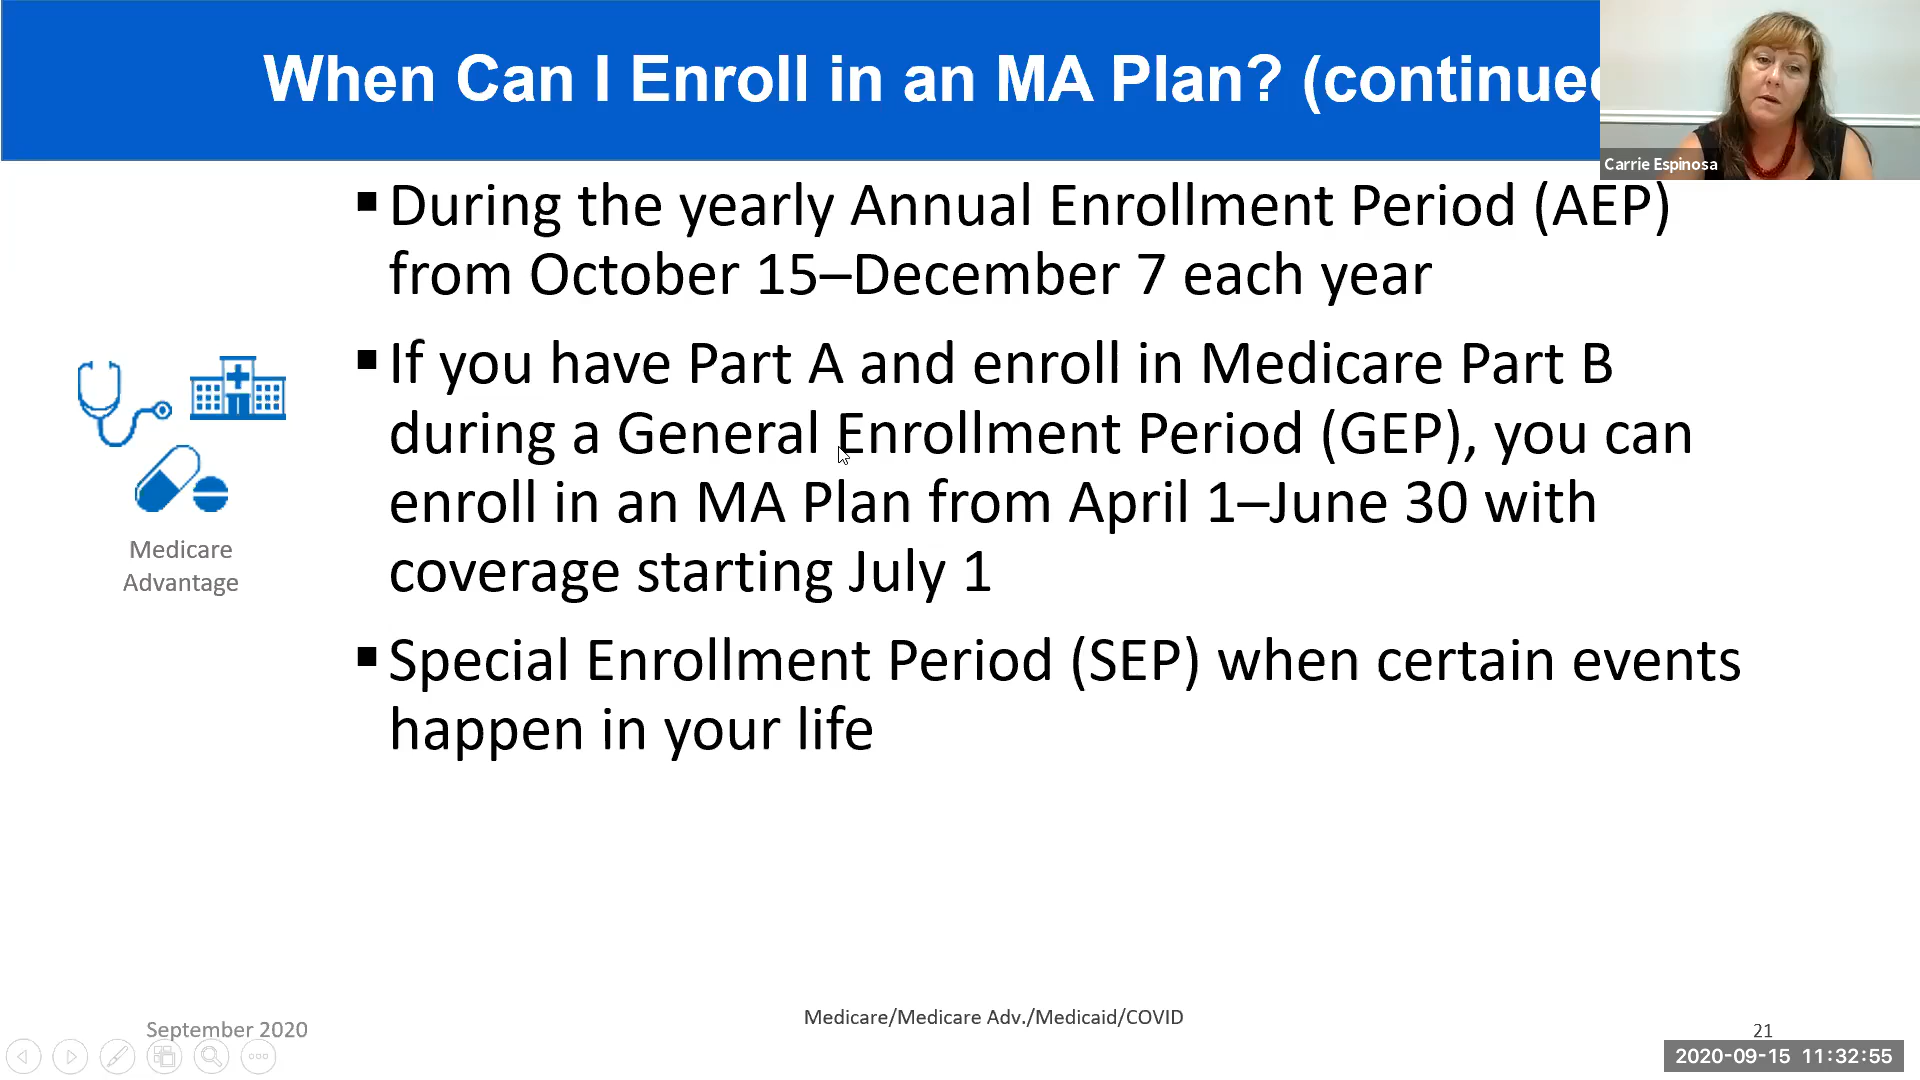 When Can I Enroll in an MA Plan? (continued
Carrie Espinosa
▪During the yearly Annual Enrollment Period (AEP)
from October 15–December 7 each year
▪If you have Part A and enroll in Medicare Part B
during a General Enrollment Period (GEP), you can
enroll in an MA Plan from April 1–June 30 with
coverage starting July 1
▪Special Enrollment Period (SEP) when certain events
happen in your life
Medicare
Advantage
September 2020
Medicare/Medicare Adv./Medicaid/COVID
21
2020-09-15 11:32:55